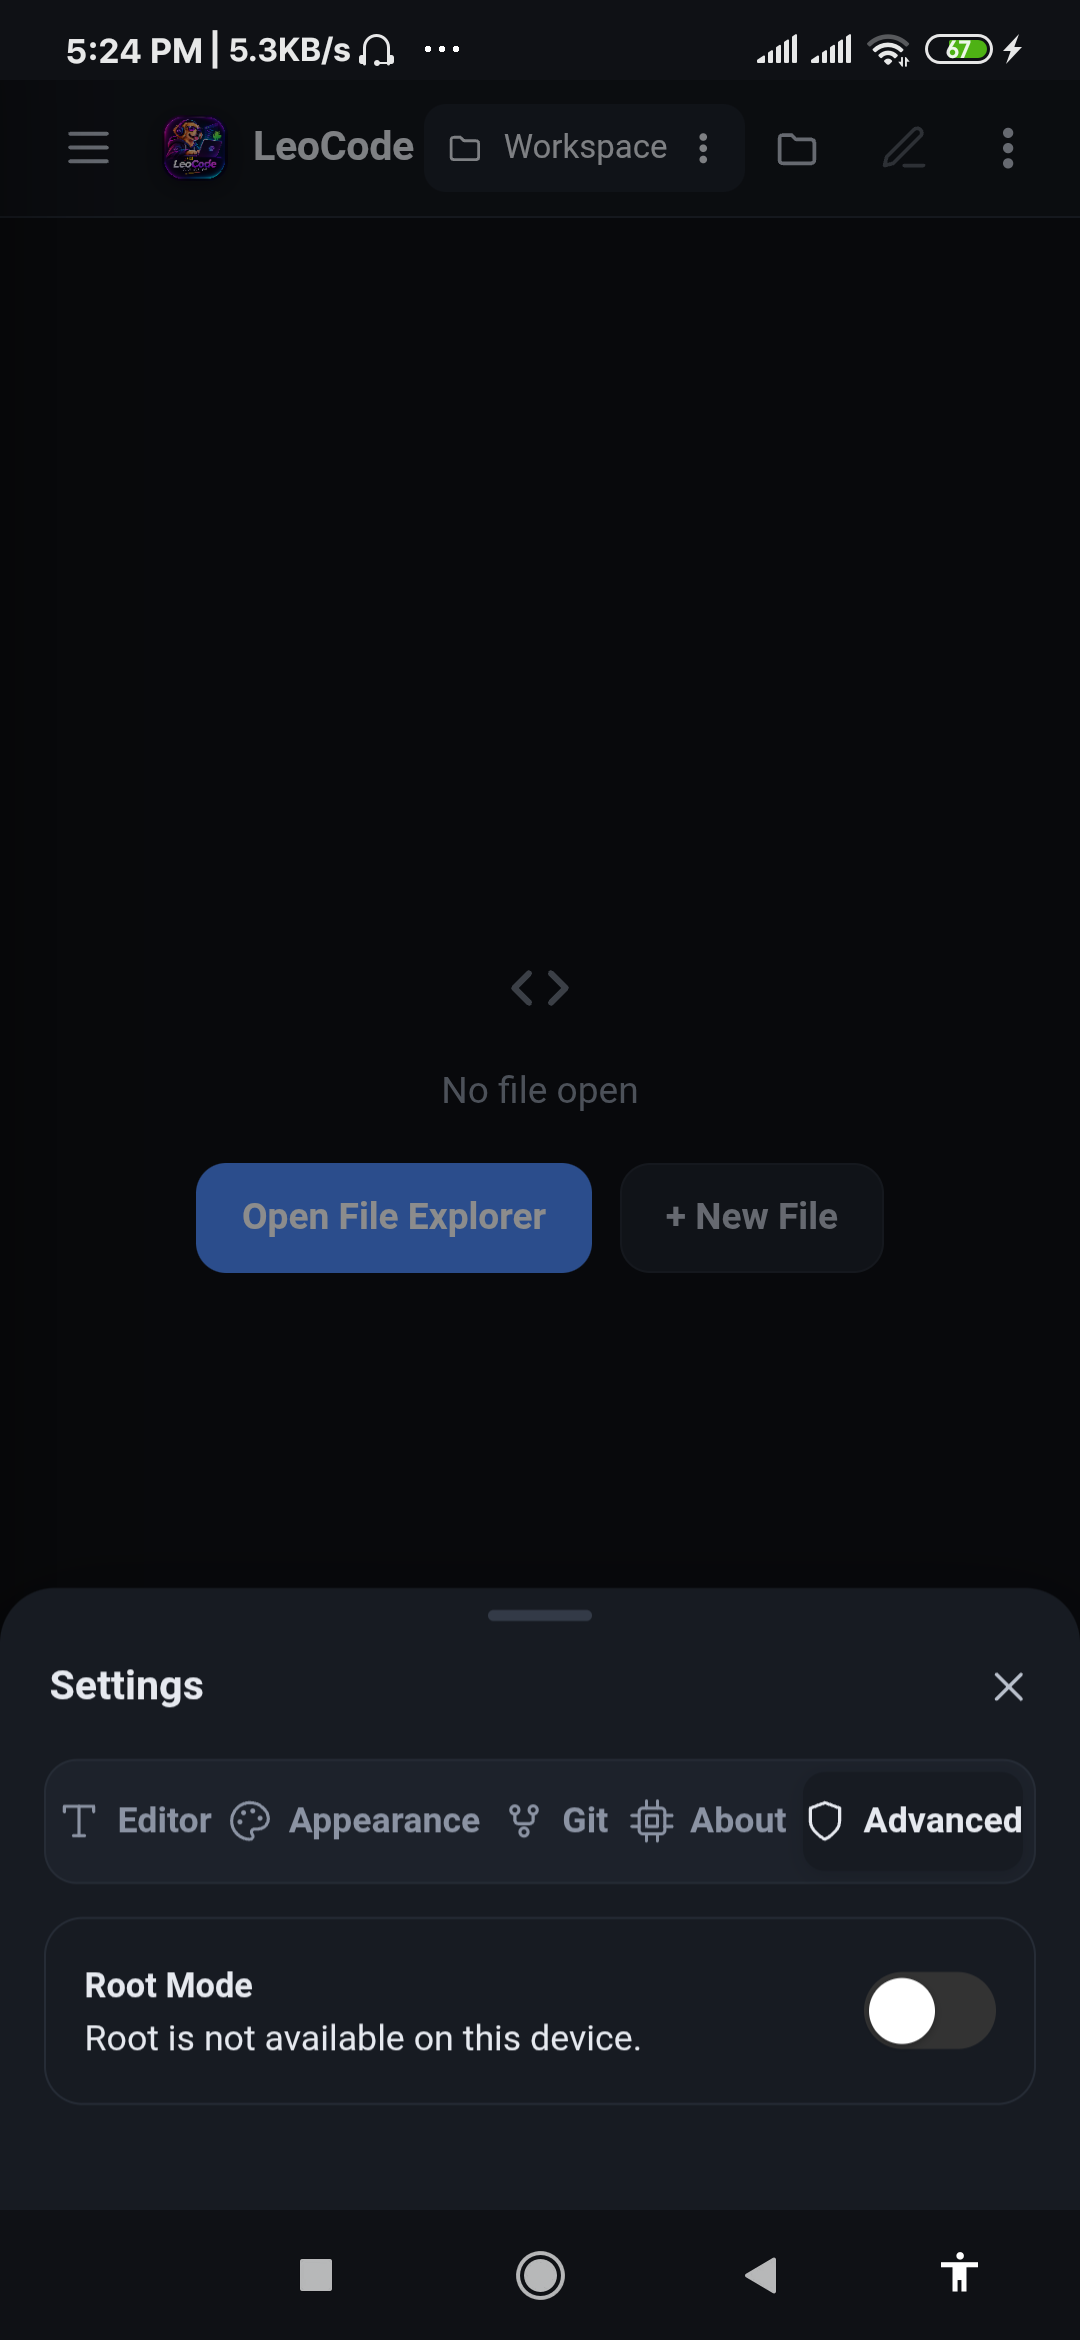 5:24 PM | 5.3KB/s ... 67
LeoCode
LeoCode
Workspace
No file open
Open File Explorer
+ New File
Settings
Editor
Appearance
Git
About
Advanced
Root Mode
Root is not available on this device.